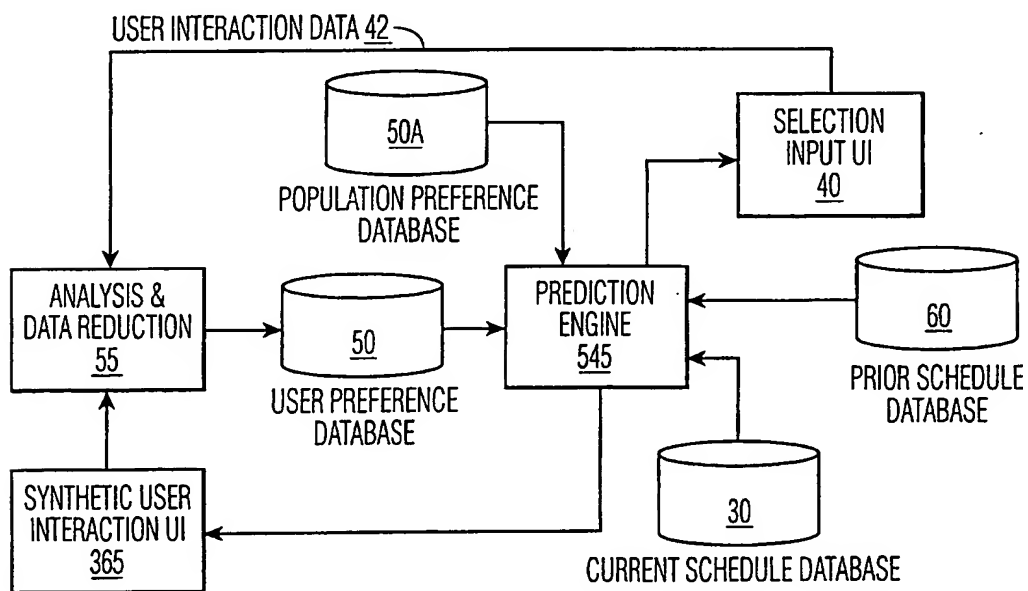 USER INTERACTION DATA 42
50A
POPULATION PREFERENCE
DATABASE
SELECTION
INPUT UI
40
ANALYSIS &
DATA REDUCTION
55
50
USER PREFERENCE
DATABASE
PREDICTION
ENGINE
545
60
PRIOR SCHEDULE
DATABASE
SYNTHETIC USER
INTERACTION UI
365
30
CURRENT SCHEDULE DATABASE